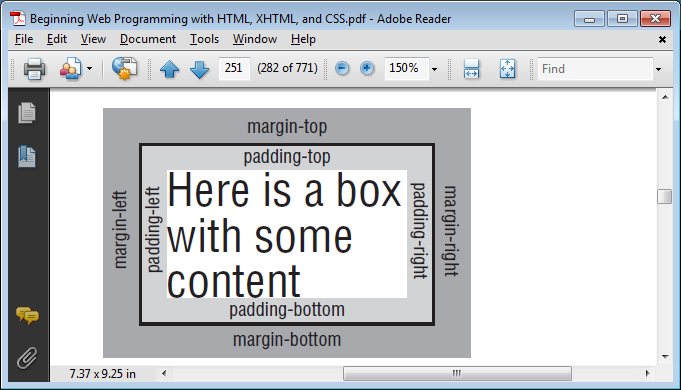 Beginning Web Programming with HTML, XHTML, and CSS.pdf - Adobe Reader
File Edit View Document Tools Window Help
251 (282 of 771) 150% Find
margin-top
padding-top
margin-left
padding-left
Here is a box
with some
content
padding-right
margin-right
padding-bottom
margin-bottom
7.37 x 9.25 in